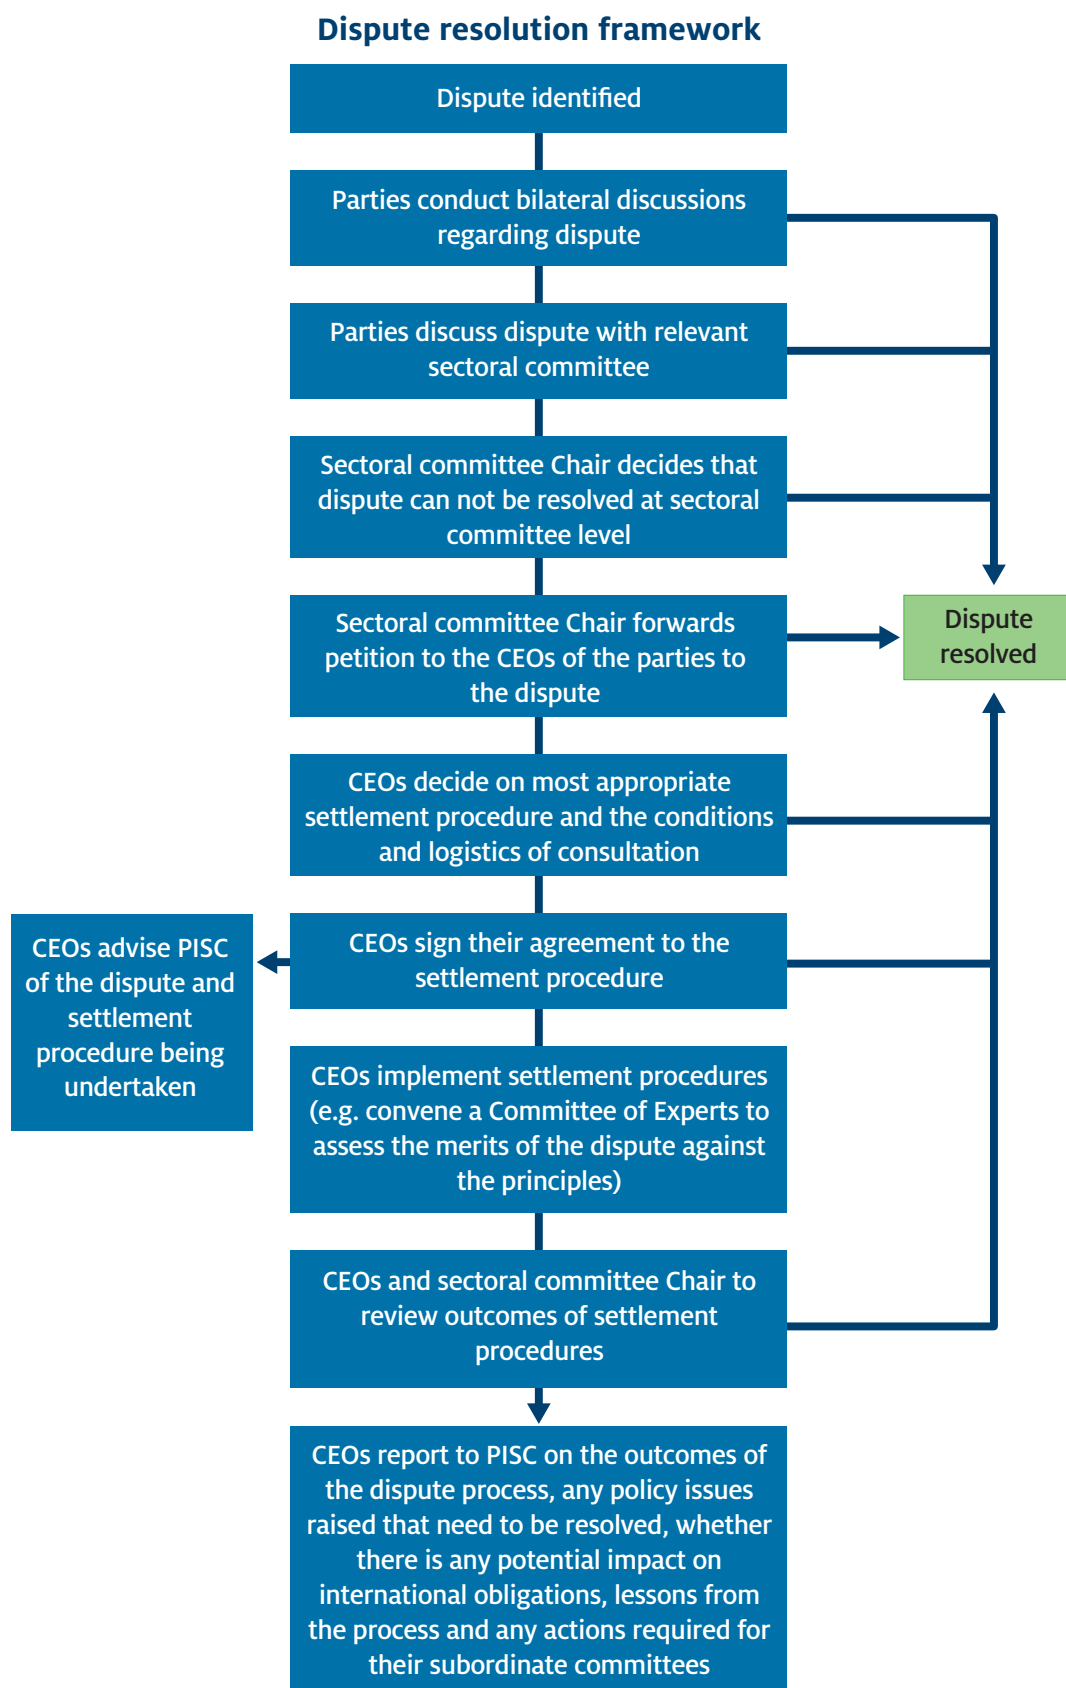 Dispute resolution framework
Dispute identified
Parties conduct bilateral discussions
regarding dispute
Parties discuss dispute with relevant
sectoral committee
Sectoral committee Chair decides that
dispute can not be resolved at sectoral
committee level
Sectoral committee Chair forwards
petition to the CEOs of the parties to
the dispute
Dispute
resolved
CEOs decide on most appropriate
settlement procedure and the conditions
and logistics of consultation
CEOs sign their agreement to the
settlement procedure
CEOs advise PISC
of the dispute and
settlement
procedure being
undertaken
CEOs implement settlement procedures
(e.g. convene a Committee of Experts to
assess the merits of the dispute against
the principles)
CEOs and sectoral committee Chair to
review outcomes of settlement
procedures
CEOs report to PISC on the outcomes of
the dispute process, any policy issues
raised that need to be resolved, whether
there is any potential impact on
international obligations, lessons from
the process and any actions required for
their subordinate committees